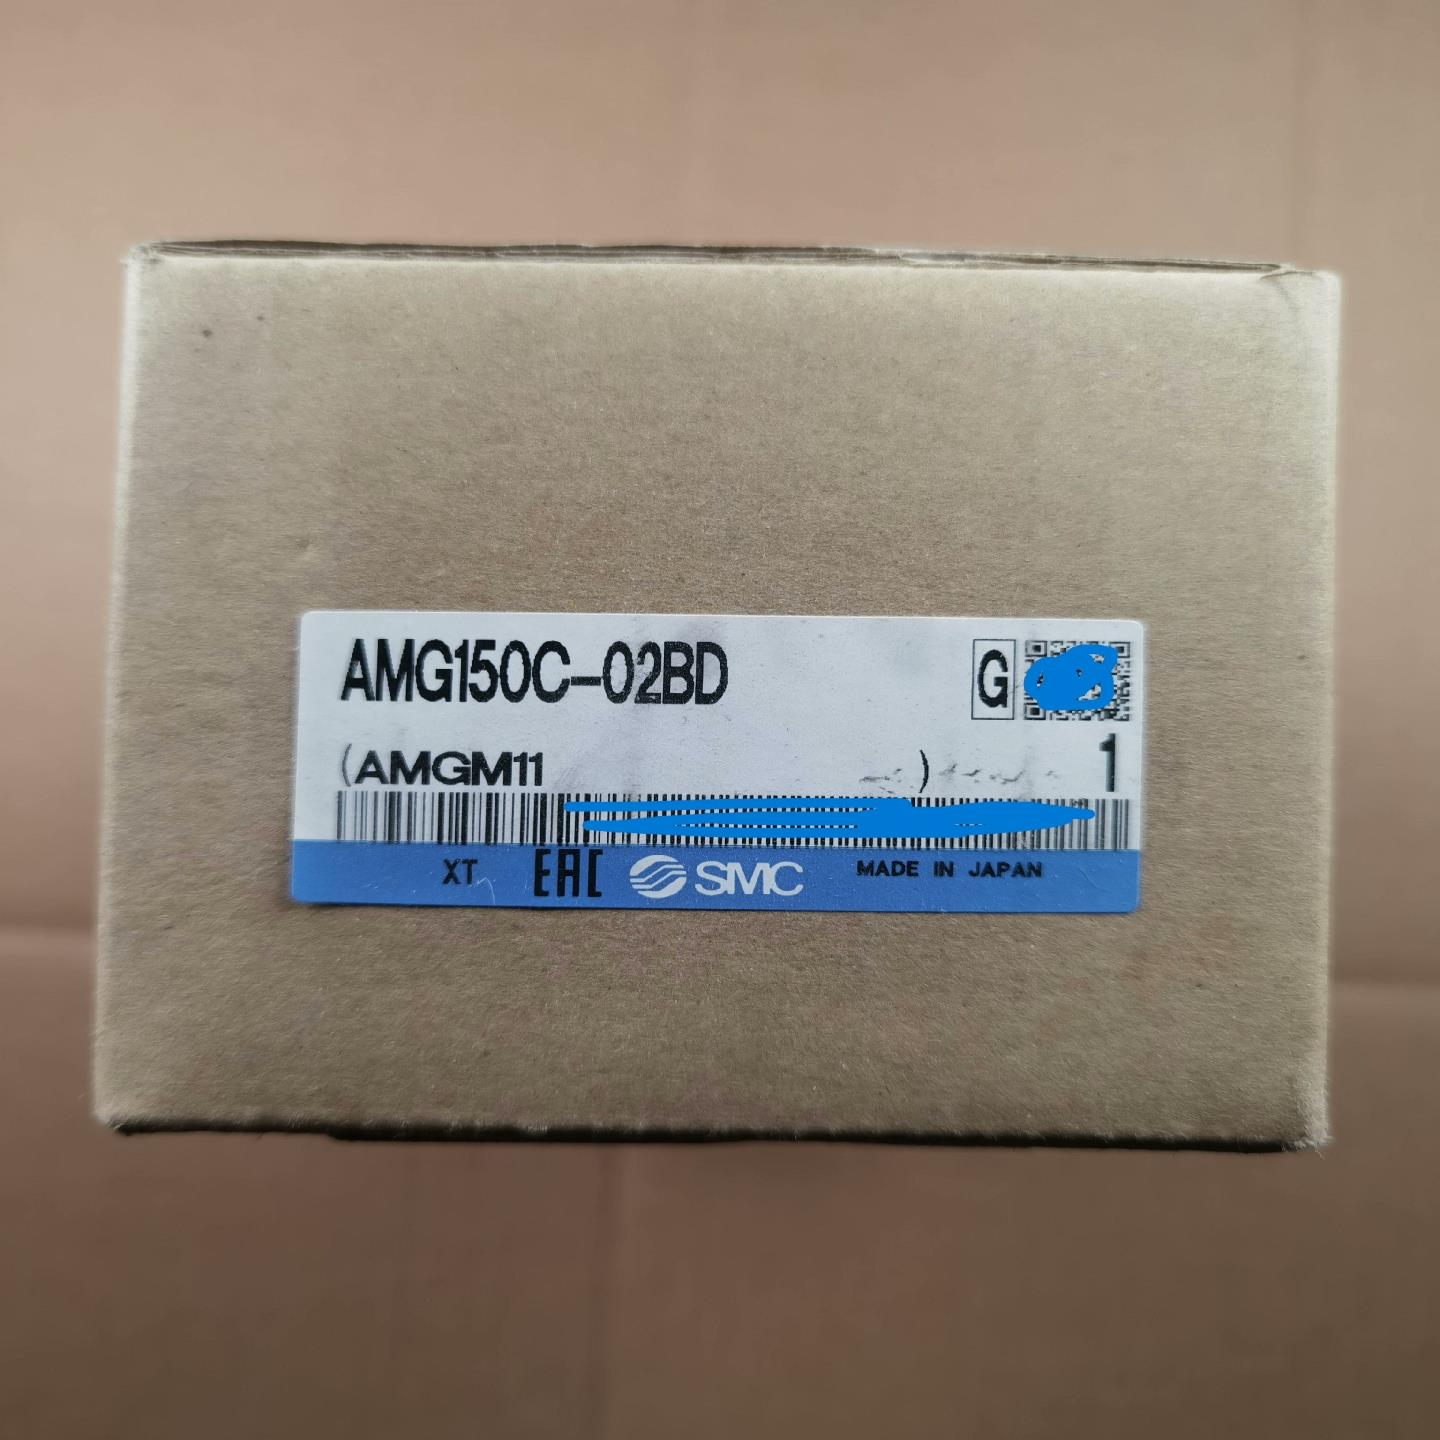 AMG150C-02BD G
(AMGM11 ) 1
XT EAC SMC MADE IN JAPAN